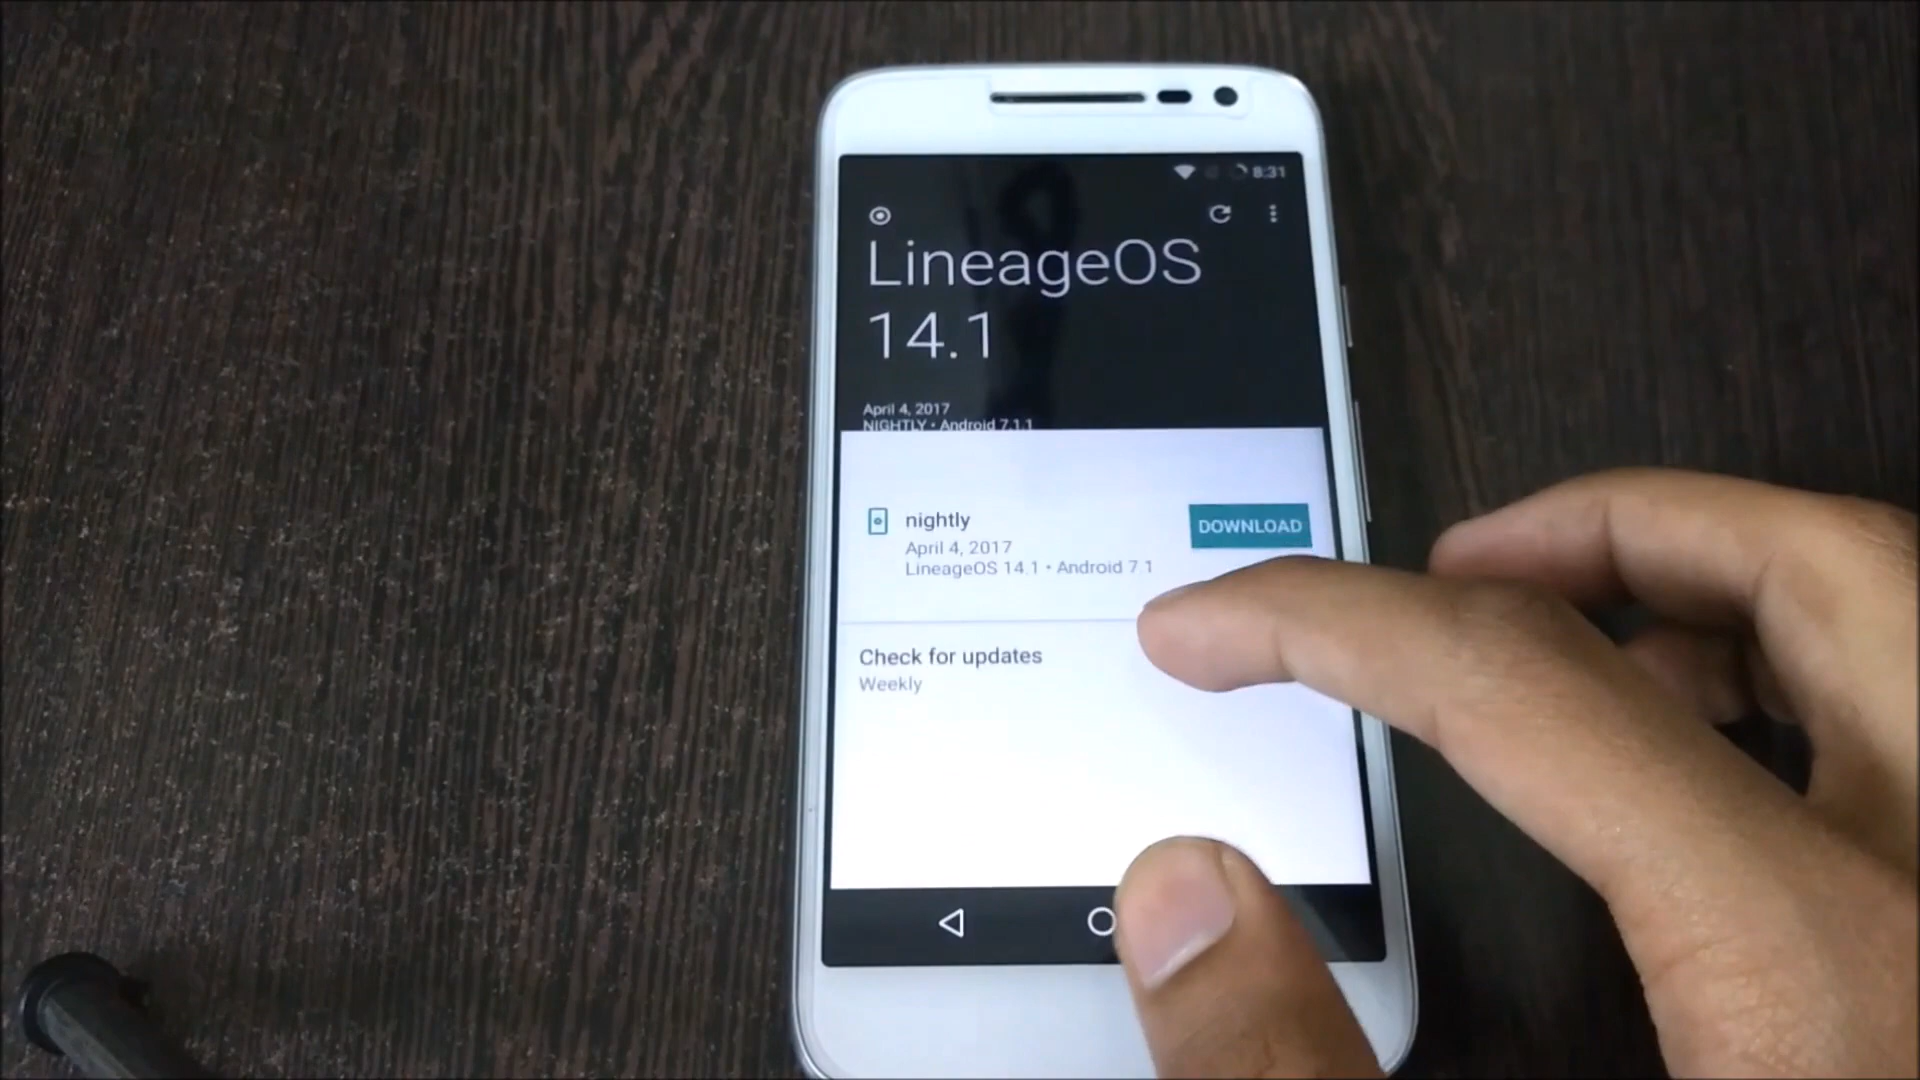 8:31
LineageOS
14.1
April 4, 2017
NIGHTLY • Android 7.1.1
nightly
DOWNLOAD
April 4, 2017
LineageOS 14.1 • Android 7.1
Check for updates
Weekly